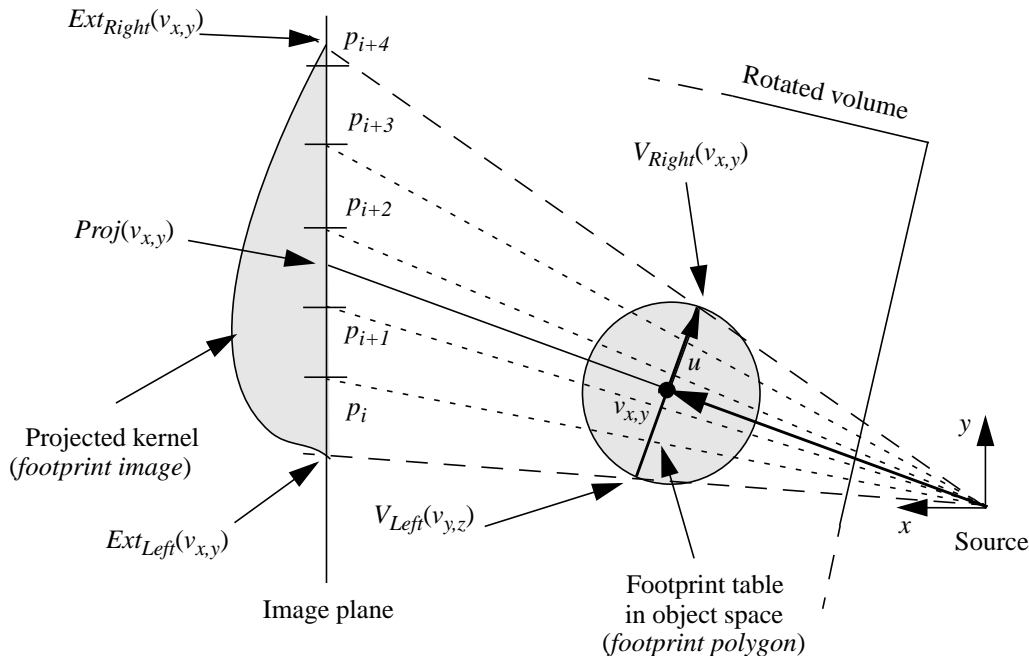 Ext_Right(v_x,y)
p_i+4
Rotated volume
p_i+3
V_Right(v_x,y)
p_i+2
Proj(v_x,y)
p_i+1
u
v_x,y
p_i
Projected kernel
(footprint image)
y
V_Left(v_y,z)
x
Ext_Left(v_x,y)
Source
Image plane
Footprint table
in object space
(footprint polygon)